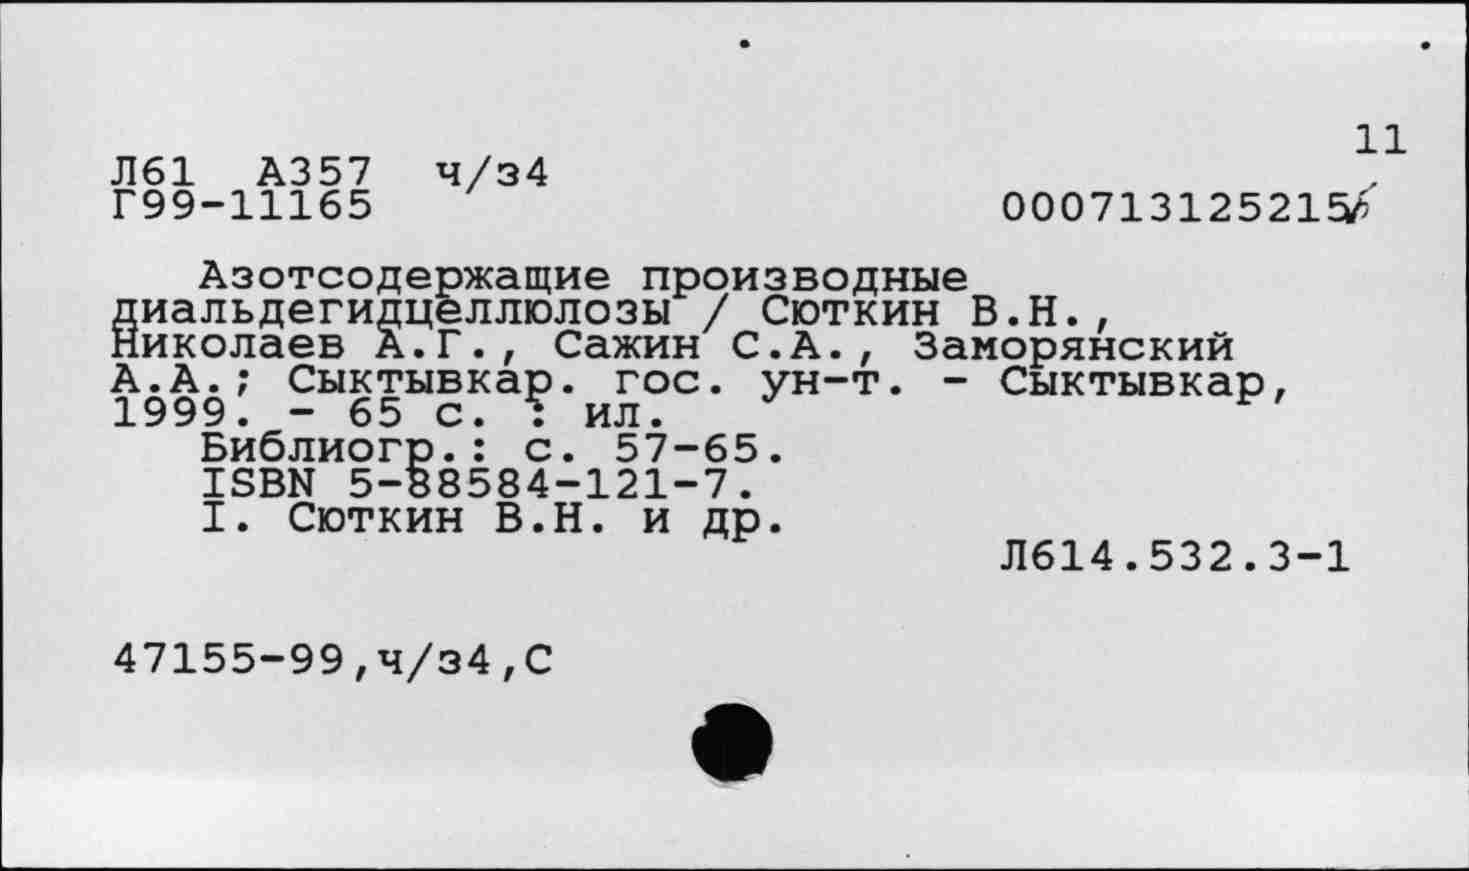 11
Л61 А357 ч/з4
Г99-11165
Азотсодержащие производные
диальдегидцеллюлозы / Сюткин В.Н.,
Николаев А.Г., Сажин С.А., Заморянский
А.А.; Сыктывкар. гос. ун-т. - Сыктывкар,
1999. - 65 с. : ил.
Библиогр.: с. 57-65.
ISBN 5-88584-121-7.
I. Сюткин В.Н. и др.
Л614.532.3-1
47155-99,ч/з4,С